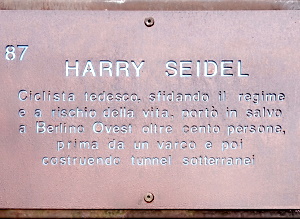 87
HARRY SEIDEL
Ciclista tedesco, sfidando il regime
e a rischio della vita, portò in salvo
a Berlino Ovest oltre cento persone,
prima da un varco e poi
costruendo tunnel sotterranei